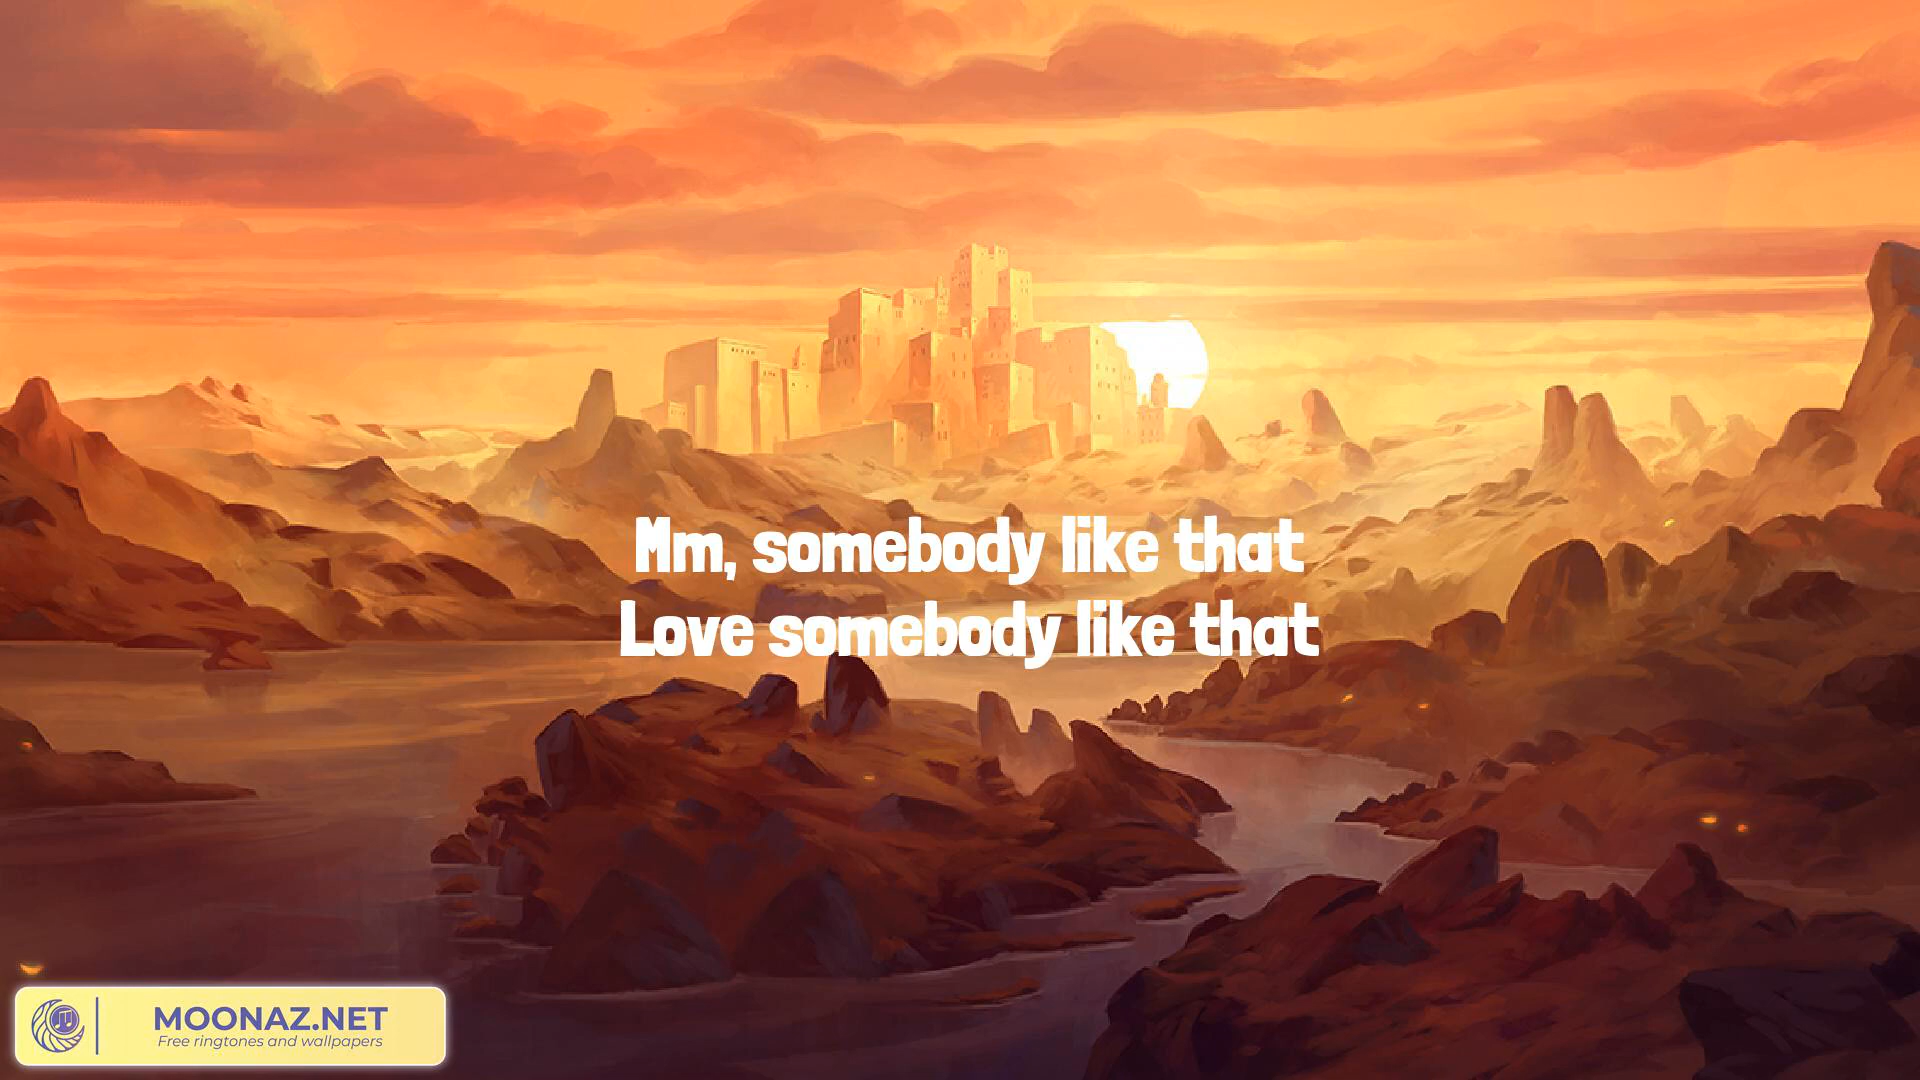 Mm, somebody like that
Love somebody like that
MOONAZ.NET
Free ringtones and wallpapers